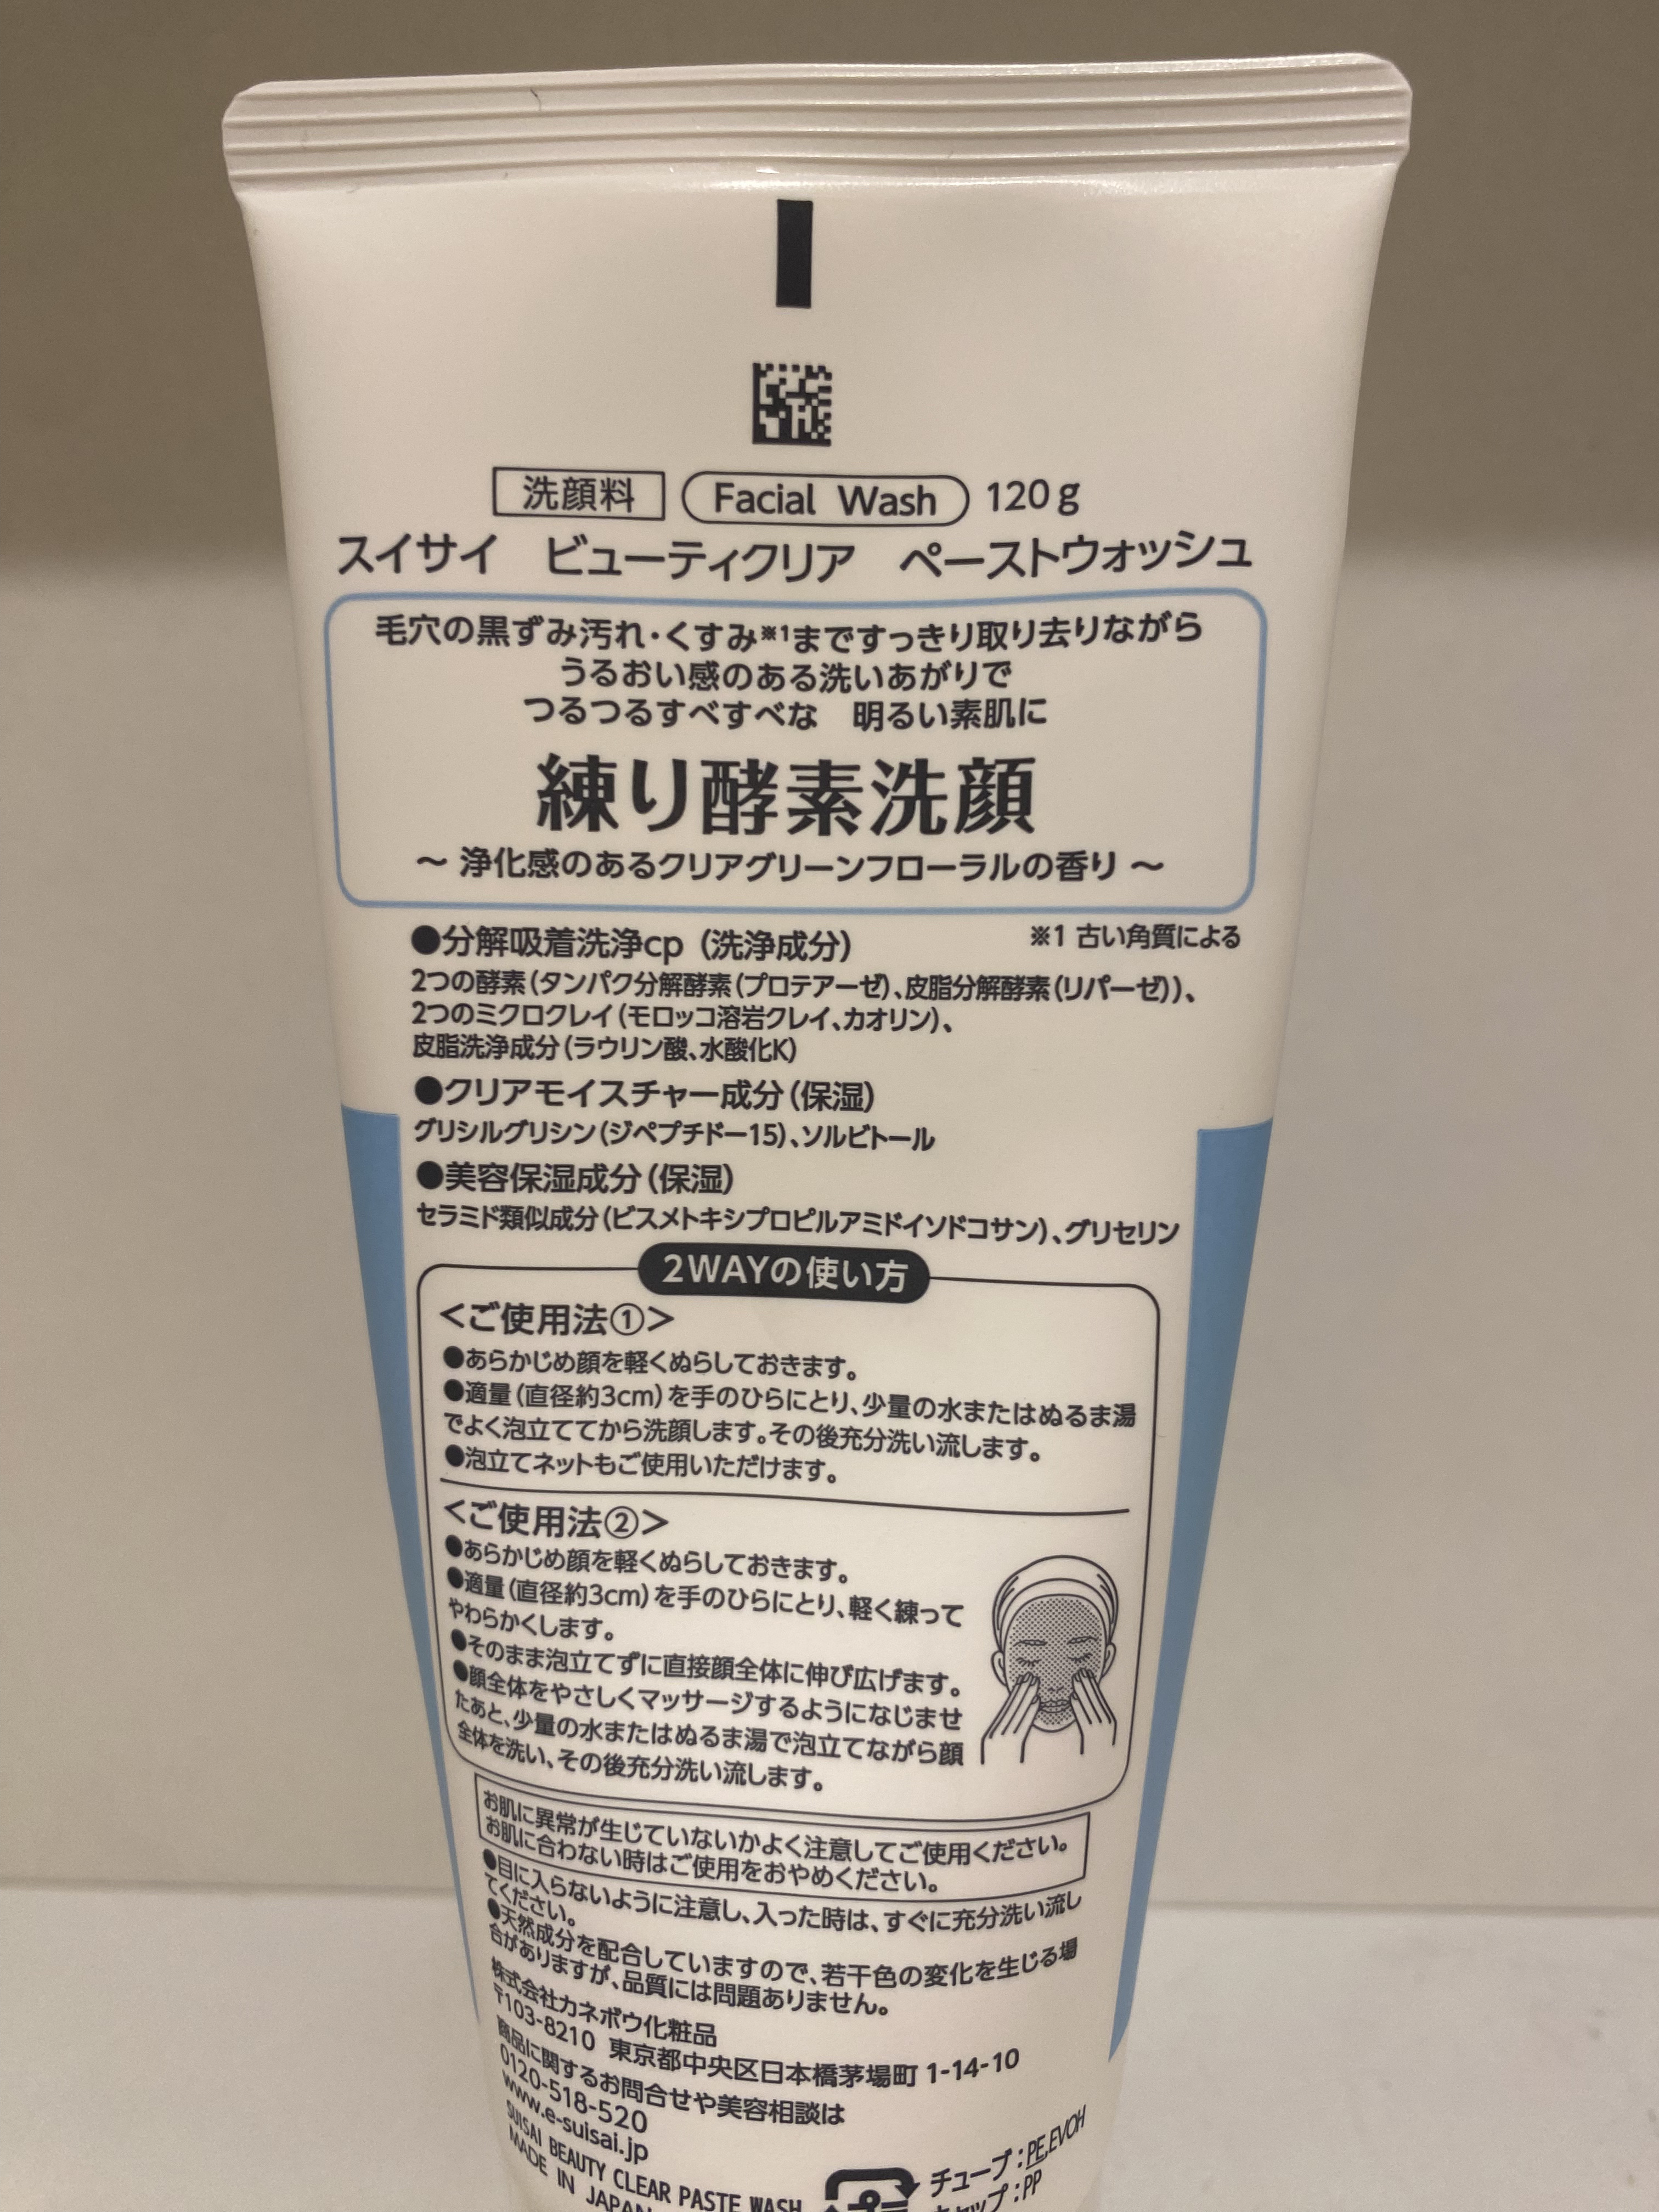 洗顔料 Facial Wash 120g
スイサイ ビューティクリア ペーストウォッシュ
毛穴の黒ずみ汚れ・くすみ※1まですっきり取り去りながら
うるおい感のある洗いあがりで
つるつるすべすべな 明るい素肌に
練り酵素洗顔
～ 浄化感のあるクリアグリーンフローラルの香り ～
●分解吸着洗浄cp（洗浄成分） ※1 古い角質による
2つの酵素（タンパク分解酵素（プロテアーゼ）、皮脂分解酵素（リパーゼ））、
2つのミクロクレイ（モロッコ溶岩クレイ、カオリン）、
皮脂洗浄成分（ラウリン酸、水酸化K）
●クリアモイスチャー成分（保湿）
グリシルグリシン（ジペプチドー15）、ソルビトール
●美容保湿成分（保湿）
セラミド類似成分（ビスメトキシプロピルアミドイソドコサン）、グリセリン
2WAYの使い方
＜ご使用法①＞
●あらかじめ顔を軽くぬらしておきます。
●適量（直径約3cm）を手のひらにとり、少量の水またはぬるま湯
でよく泡立ててから洗顔します。その後充分洗い流します。
●泡立てネットもご使用いただけます。
＜ご使用法②＞
●あらかじめ顔を軽くぬらしておきます。
●適量（直径約3cm）を手のひらにとり、軽く練って
やわらかくします。
●そのまま泡立てずに直接顔全体に伸び広げます。
●顔全体をやさしくマッサージするようになじませ
たあと、少量の水またはぬるま湯で泡立てながら顔
全体を洗い、その後充分洗い流します。
お肌に異常が生じていないかよく注意してご使用ください。
お肌に合わない時はご使用をおやめください。
●目に入らないように注意し、入った時は、すぐに充分洗い流し
てください。
●天然成分を配合していますので、若干色の変化を生じる場
合がありますが、品質には問題ありません。
株式会社カネボウ化粧品
〒103-8210 東京都中央区日本橋茅場町 1-14-10
商品に関するお問合せや美容相談は
0120-518-520
www.e-suisai.jp
SUISAI BEAUTY CLEAR PASTE WASH
MADE IN JAPAN
チューブ：PE,EVOH
キャップ：PP